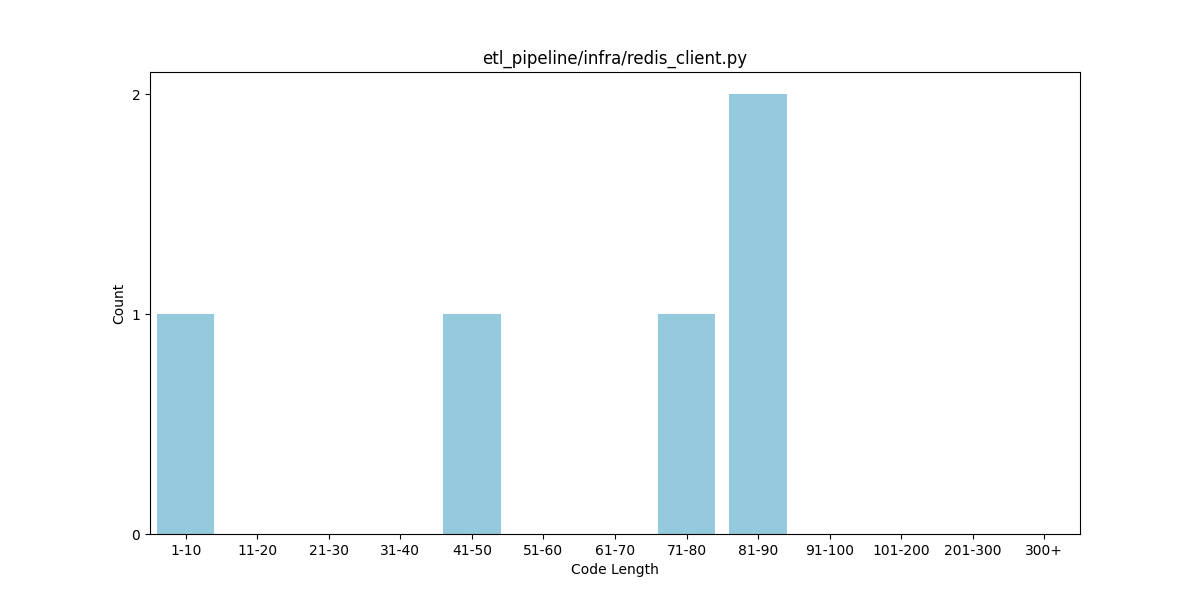 etl_pipeline/infra/redis_client.py
2
1
0
Count
1-10 11-20 21-30 31-40 41-50 51-60 61-70 71-80 81-90 91-100 101-200 201-300 300+
Code Length